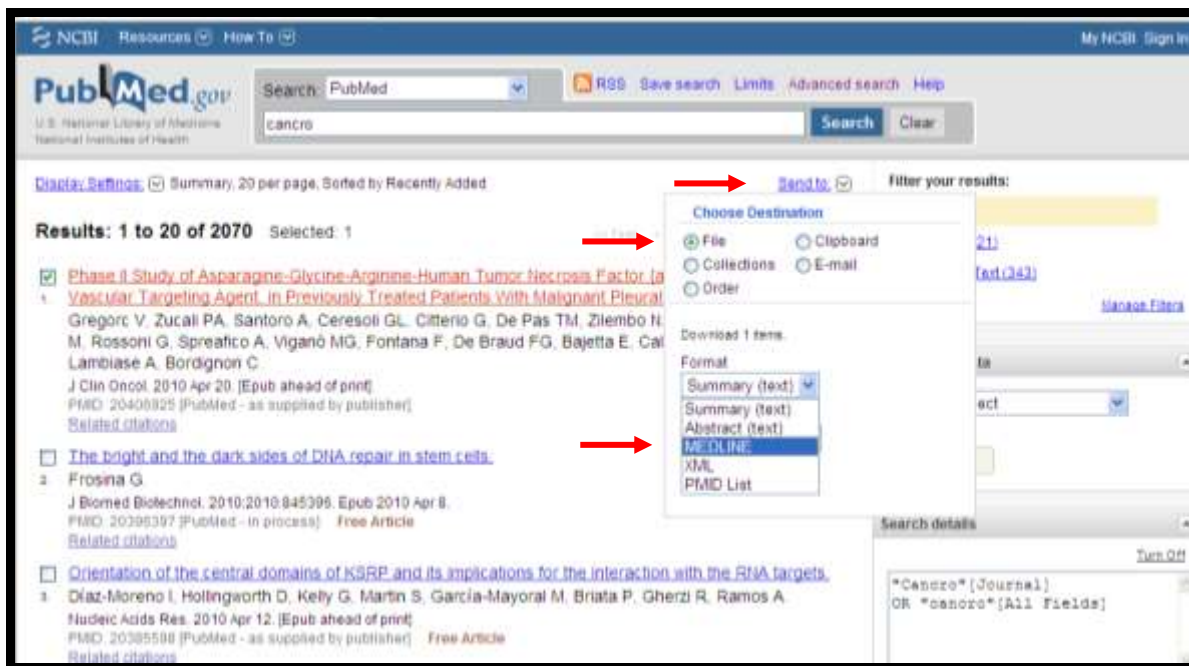 NCBI Resources How To My NCBI Sign In
PubMed.gov
U.S. National Library of Medicine
National Institutes of Health
Search: PubMed
RSS Save search Limits Advanced search Help
cancro
Search Clear
Display Settings: Summary, 20 per page, Sorted by Recently Added
Send to:
Filter your results:
Results: 1 to 20 of 2070 Selected: 1
Choose Destination
File Clipboard
Collections E-mail
Order
Download 1 items.
Format
Summary (text)
Summary (text)
Abstract (text)
MEDLINE
XML
PMID List
21)
Text (343)
Manage Filters
ta
ect
Phase II Study of Asparagine-Glycine-Arginine-Human Tumor Necrosis Factor {a
1. Vascular Targeting Agent, in Previously Treated Patients With Malignant Pleural
Gregorc V, Zucali PA, Santoro A, Ceresoli GL, Citterio G, De Pas TM, Zilembo N,
M, Rossoni G, Spreafico A, Viganò MG, Fontana F, De Braud FG, Bajetta E, Cal
Lambiase A, Bordignon C.
J Clin Oncol. 2010 Apr 20. [Epub ahead of print]
PMID: 20406925 [PubMed - as supplied by publisher]
Related citations
The bright and the dark sides of DNA repair in stem cells.
2. Frosina G.
J Biomed Biotechnol. 2010;2010:845396. Epub 2010 Apr 8.
PMID: 20396397 [PubMed - in process] Free Article
Related citations
Orientation of the central domains of KSRP and its implications for the interaction with the RNA targets.
3. Díaz-Moreno I, Hollingworth D, Kelly G, Martin S, García-Mayoral M, Briata P, Gherzi R, Ramos A.
Nucleic Acids Res. 2010 Apr 12. [Epub ahead of print]
PMID: 20385598 [PubMed - as supplied by publisher] Free Article
Related citations
Search details
Turn Off
"Cancro"[Journal]
OR "cancro"[All Fields]